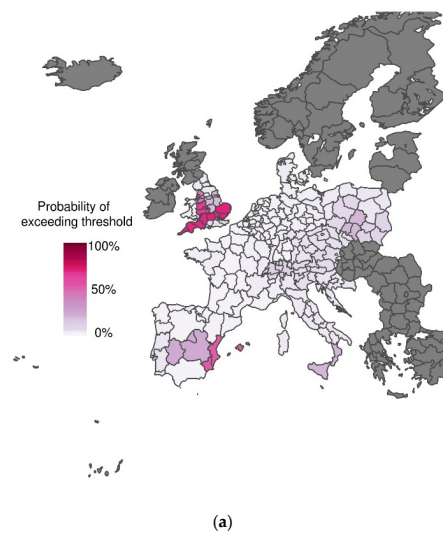 Probability of
exceeding threshold
100%
50%
0%
(a)